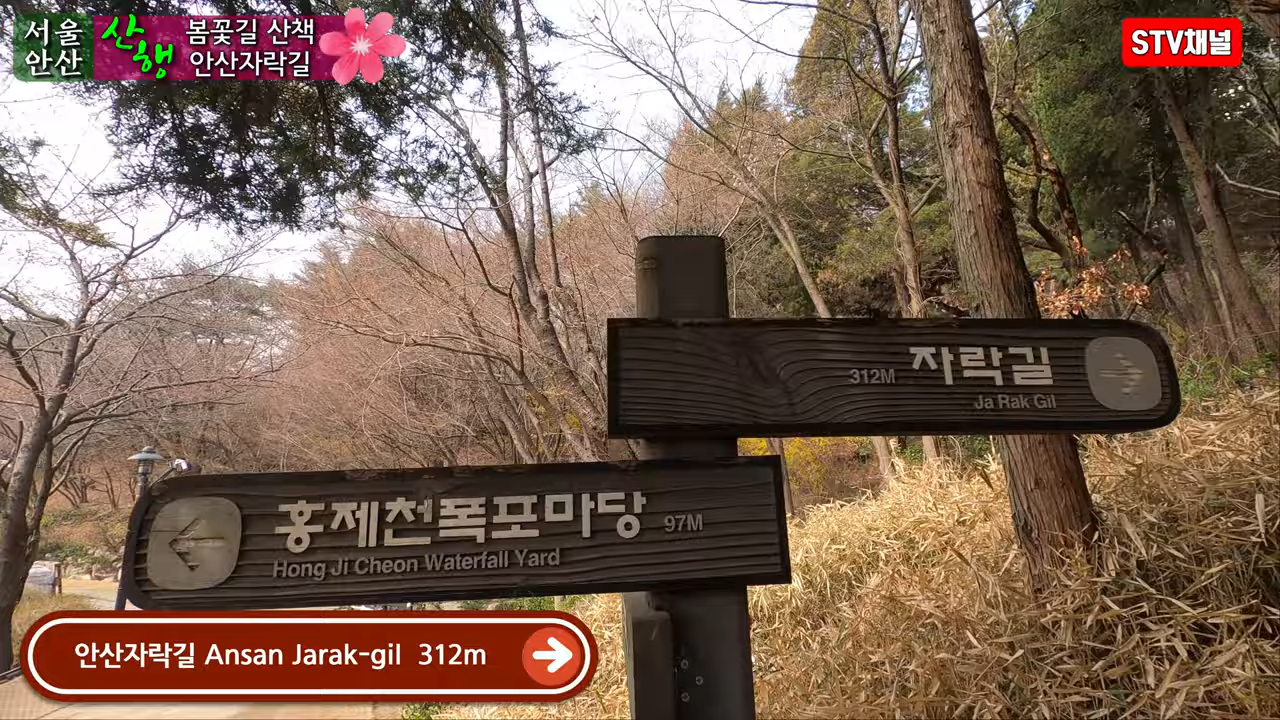 서울
안산
산행
봄꽃길 산책
안산자락길
STV채널
312M 자락길
Ja Rak Gil
홍제천폭포마당 97M
Hong Ji Cheon Waterfall Yard
안산자락길 Ansan Jarak-gil 312m